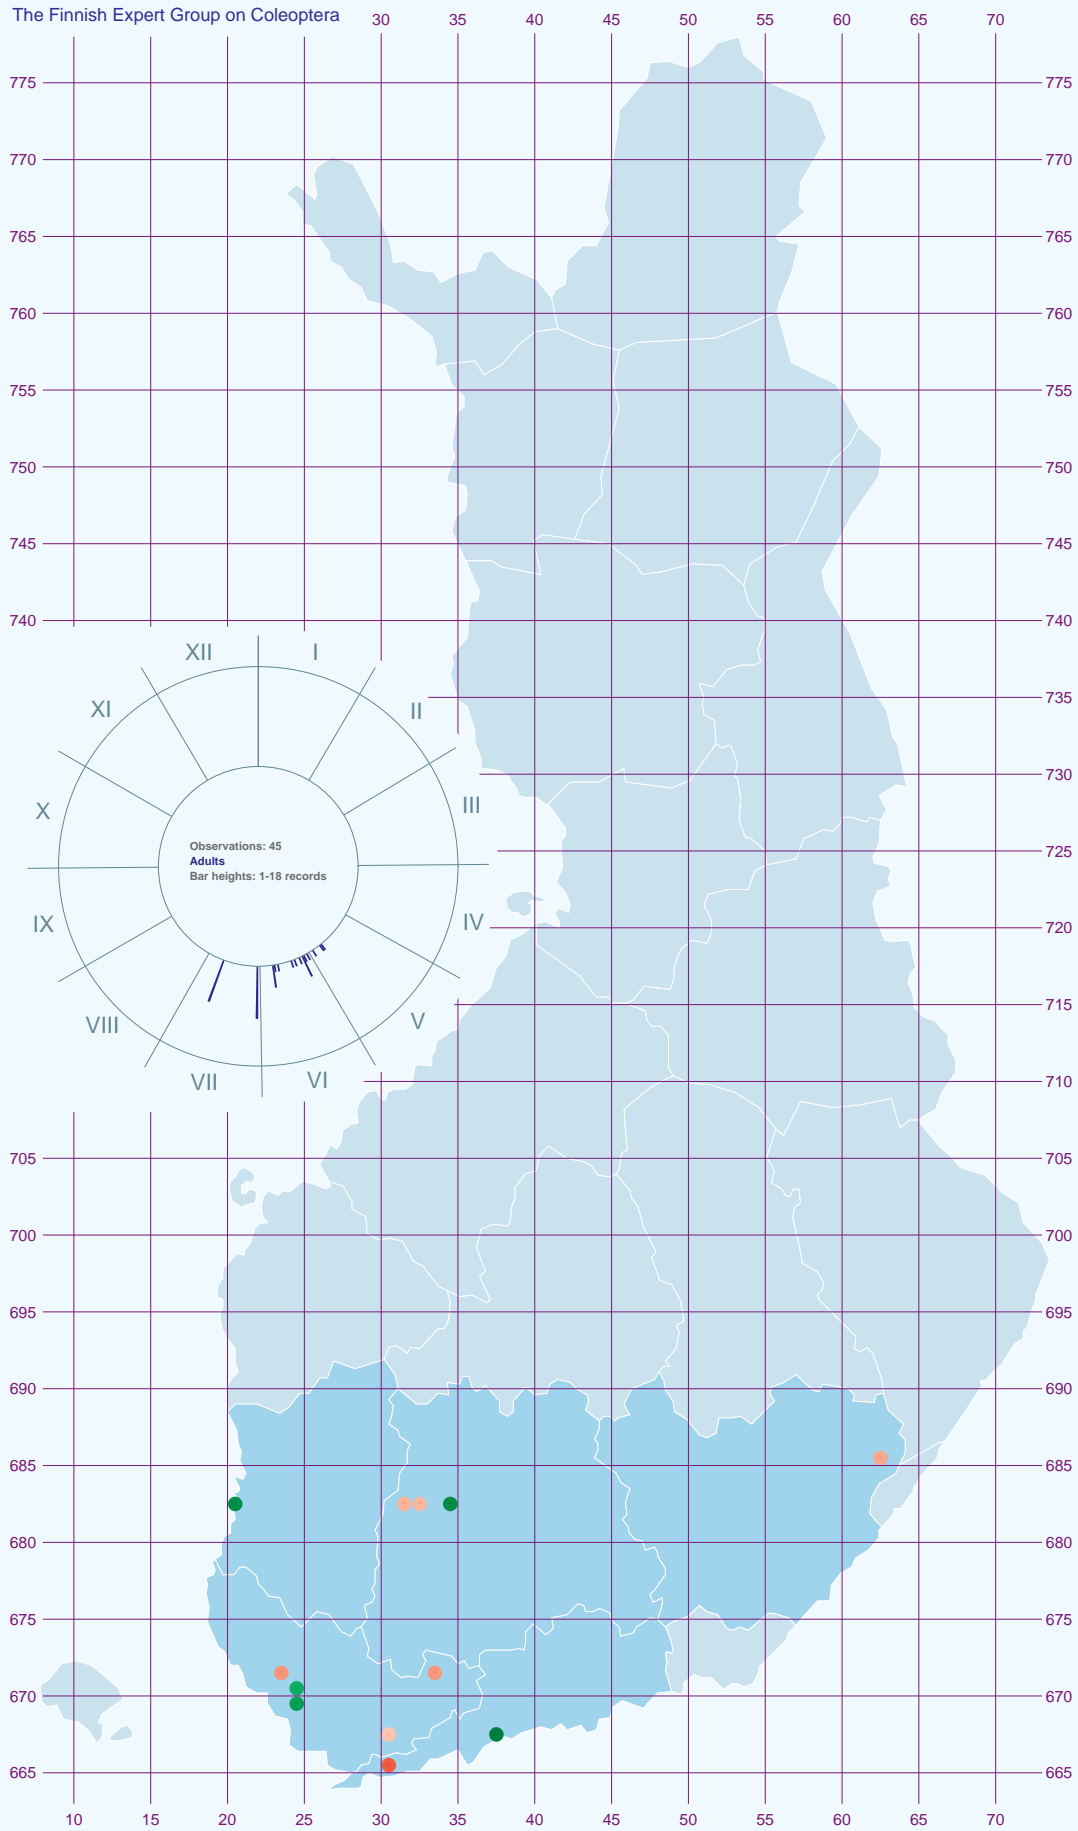 The Finnish Expert Group on Coleoptera
30 35 40 45 50 55 60 65 70
775 775
770 770
765 765
760 760
755 755
750 750
745 745
740 740
XII I
XI II
735
730
X III
725
Observations: 45
Adults
Bar heights: 1-18 records
IX IV
720
VIII V
715
VII VI
710
705 705
700 700
695 695
690 690
685 685
680 680
675 675
670 670
665 665
10 15 20 25 30 35 40 45 50 55 60 65 70